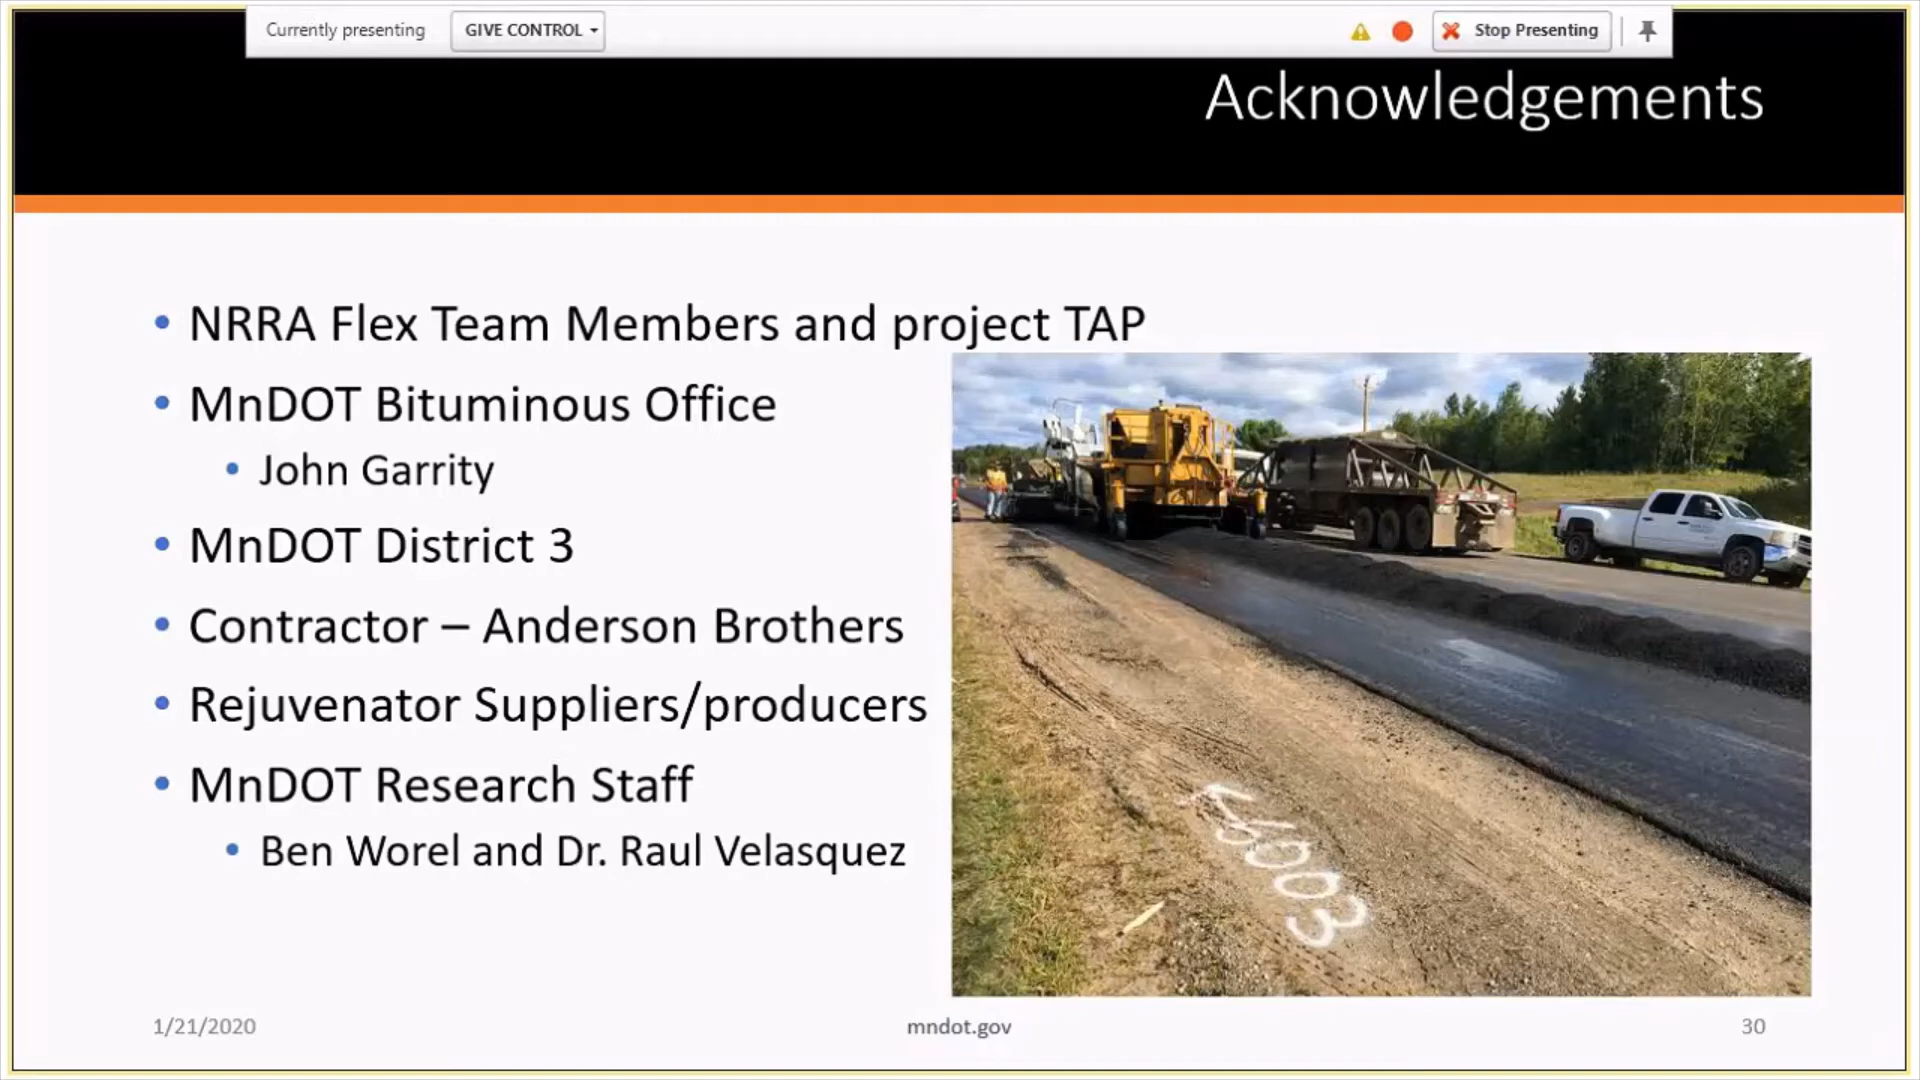 Currently presenting GIVE CONTROL Stop Presenting
Acknowledgements
• NRRA Flex Team Members and project TAP
• MnDOT Bituminous Office
• John Garrity
• MnDOT District 3
• Contractor – Anderson Brothers
• Rejuvenator Suppliers/producers
• MnDOT Research Staff
• Ben Worel and Dr. Raul Velasquez
1/21/2020 mndot.gov 30